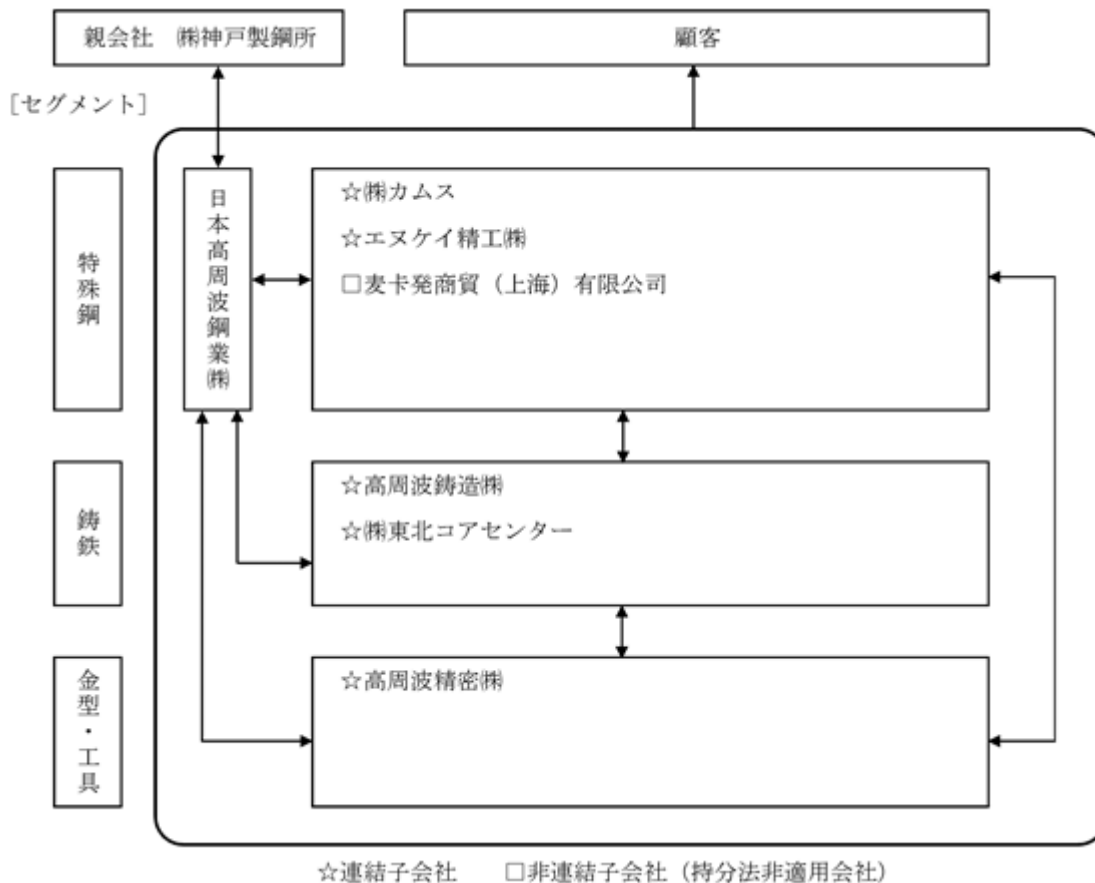 親会社　㈱神戸製鋼所
顧客
［セグメント］
特殊鋼
日本高周波鋼業㈱
☆㈱カムス
☆エヌケイ精工㈱
□麦卡発商貿（上海）有限公司
鋳鉄
☆高周波鋳造㈱
☆㈱東北コアセンター
金型・工具
☆高周波精密㈱
☆連結子会社　　□非連結子会社（持分法非適用会社）